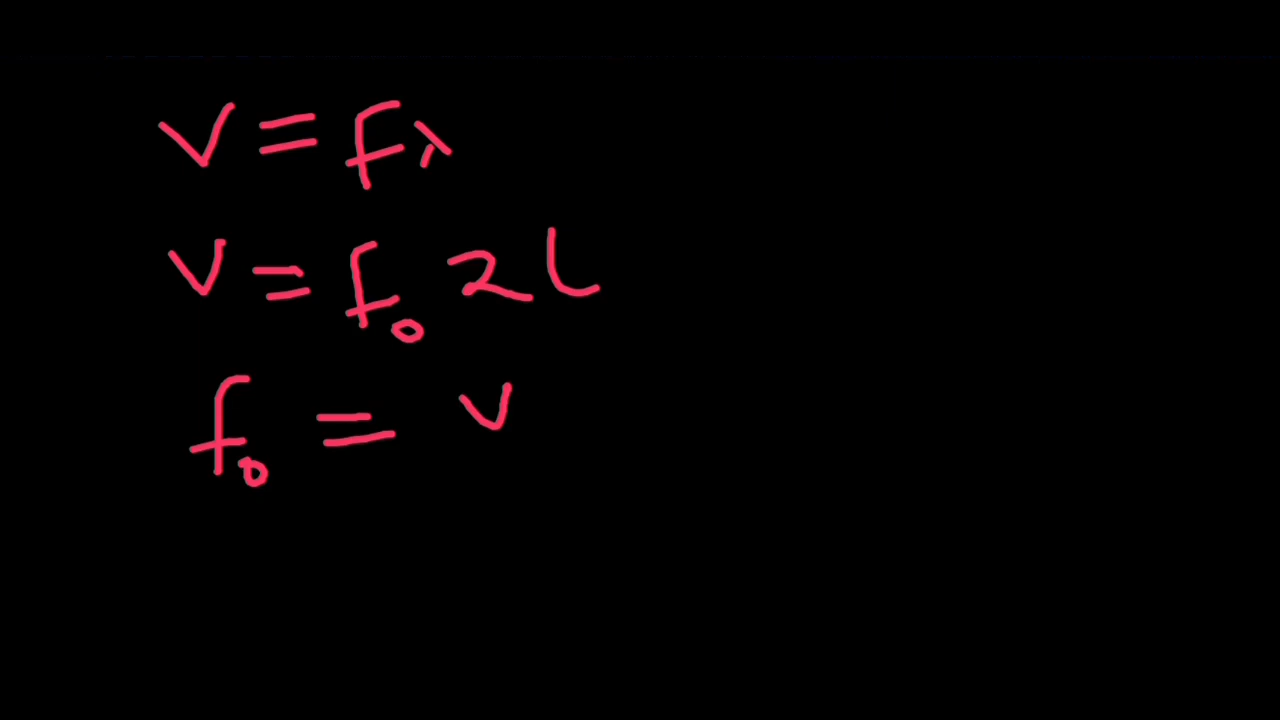 v = fλ
v = f₀ 2L
f₀ = v